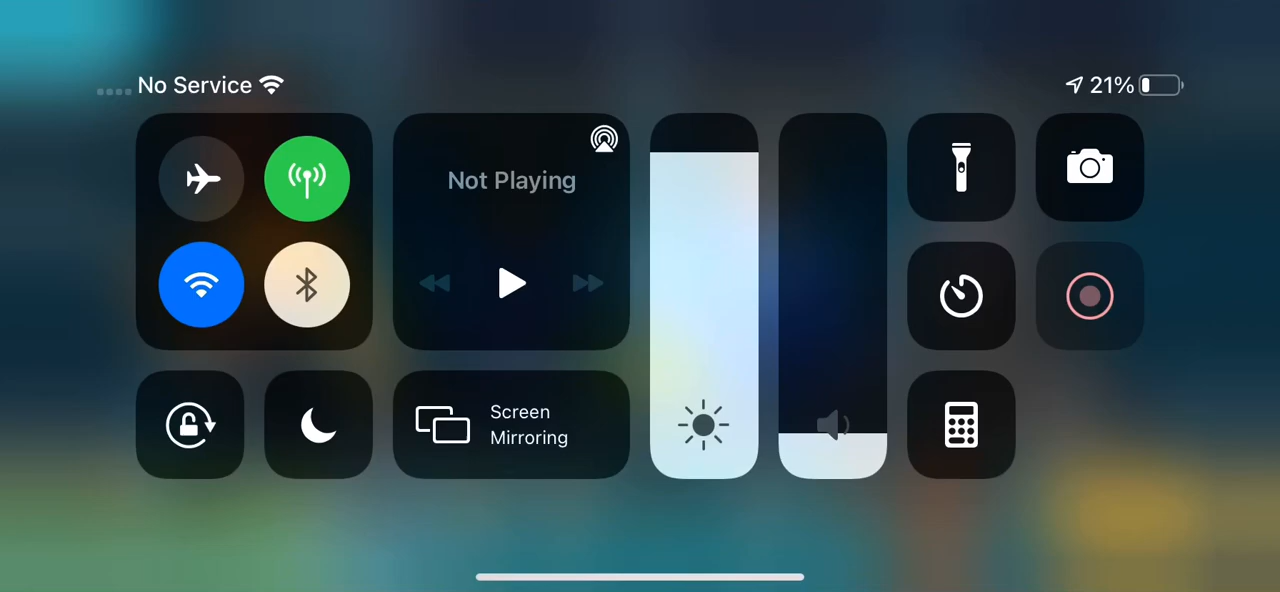 No Service
21%
Not Playing
Screen
Mirroring